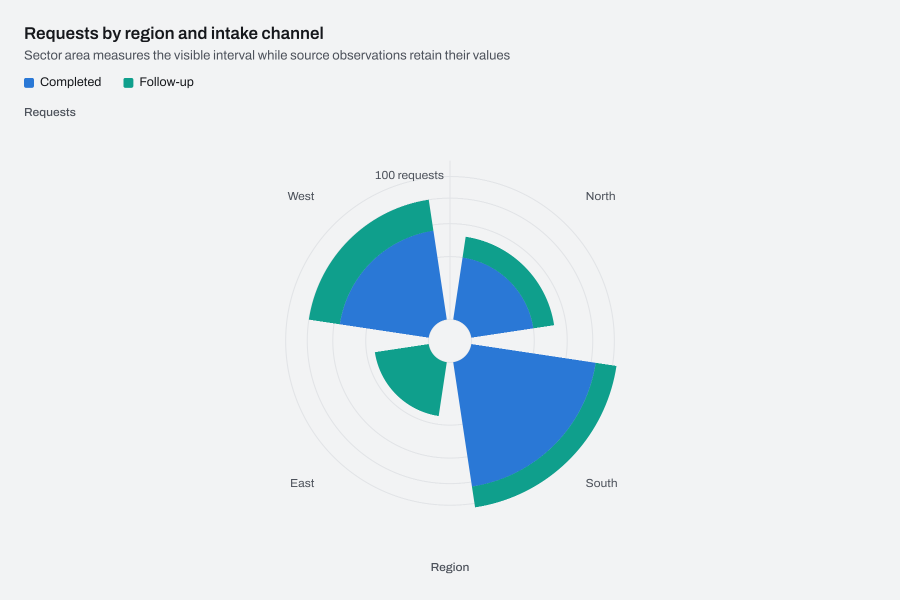 Requests by region and intake channel
Sector area measures the visible interval while source observations retain their values
Completed Follow-up
Requests
100 requests
West North
East South
Region